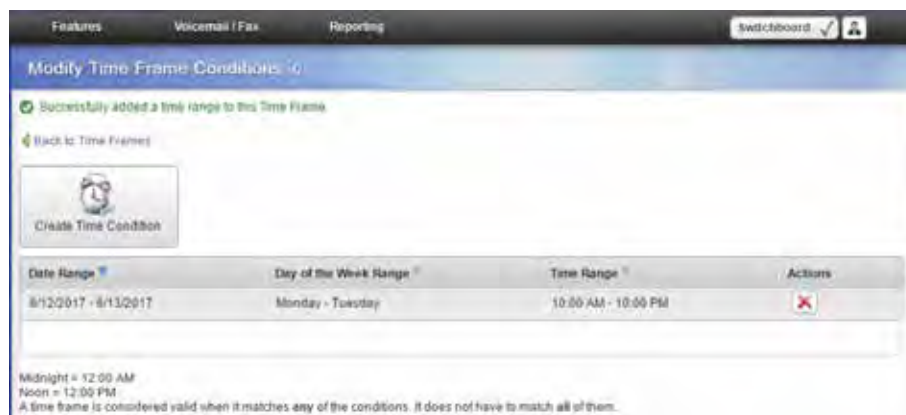 Features Voicemail / Fax Reporting switchboard
Modify Time Frame Conditions
Successfully added a time range to this Time Frame
Back to Time Frames
Create Time Condition
Date Range Day of the Week Range Time Range Actions
6/12/2017 - 6/13/2017 Monday - Tuesday 10:00 AM - 10:00 PM
Midnight = 12:00 AM
Noon = 12:00 PM
A time frame is considered valid when it matches any of the conditions. It does not have to match all of them.